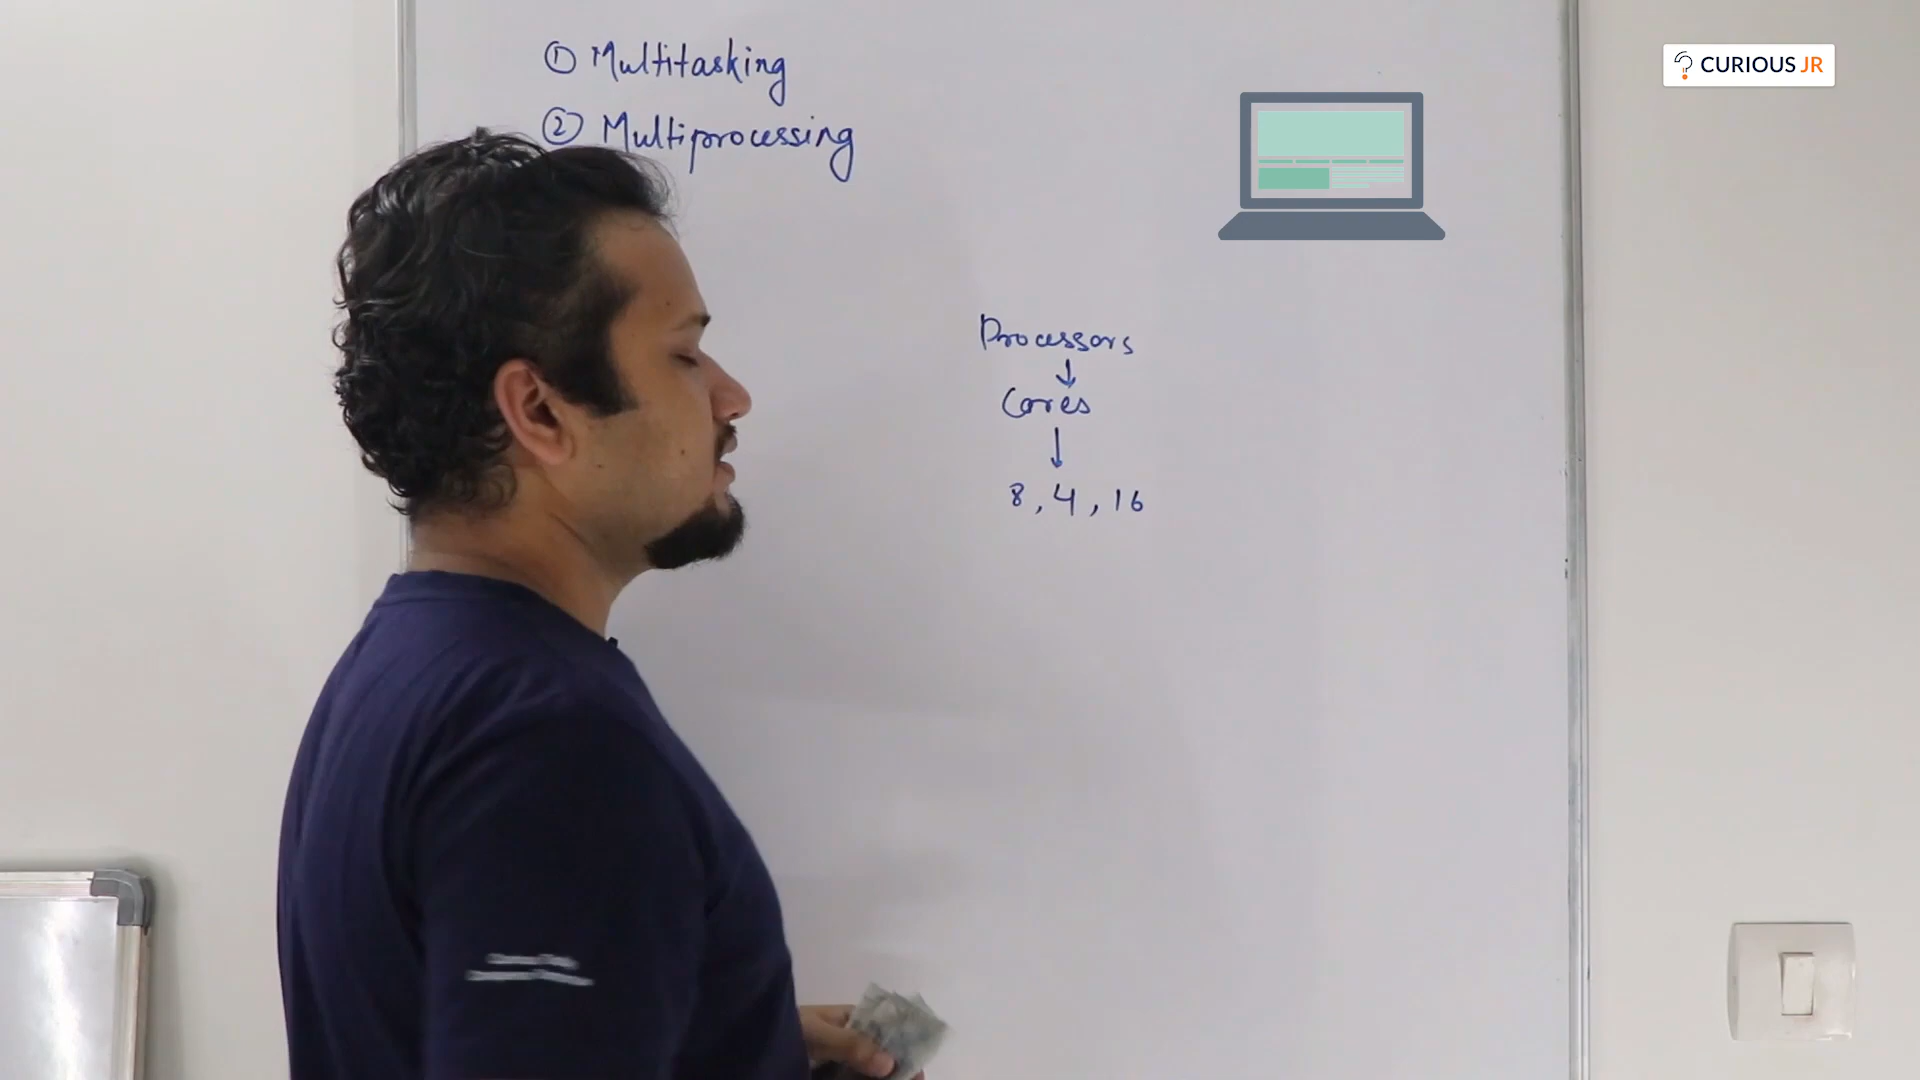 ① Multitasking
② Multiprocessing
CURIOUS JR
Processors
↓
Cores
↓
8, 4, 16